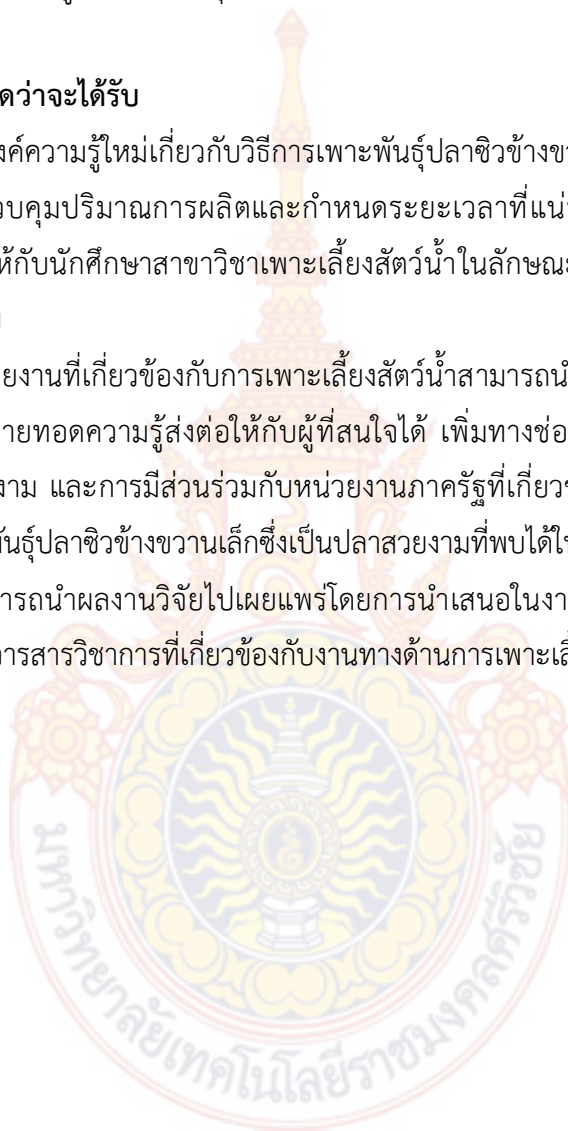 ดว่าจะได้รับ
งค์ความรู้ใหม่เกี่ยวกับวิธีการเพาะพันธุ์ปลาซิวข้างขว
วบคุมปริมาณการผลิตและกำหนดระยะเวลาที่แน่น
ห้กับนักศึกษาสาขาวิชาเพาะเลี้ยงสัตว์น้ำในลักษณะ
ยงานที่เกี่ยวข้องกับการเพาะเลี้ยงสัตว์น้ำสามารถนำ
ายทอดความรู้ส่งต่อให้กับผู้ที่สนใจได้ เพิ่มทางช่อ
งาม และการมีส่วนร่วมกับหน่วยงานภาครัฐที่เกี่ยวข
พันธุ์ปลาซิวข้างขวานเล็กซึ่งเป็นปลาสวยงามที่พบได้ใน
ารถนำผลงานวิจัยไปเผยแพร่โดยการนำเสนอในงา
วารสารวิชาการที่เกี่ยวข้องกับงานทางด้านการเพาะเลี้
มหาวิทยาลัยเทคโนโลยีราชมงคลศรีวิชัย